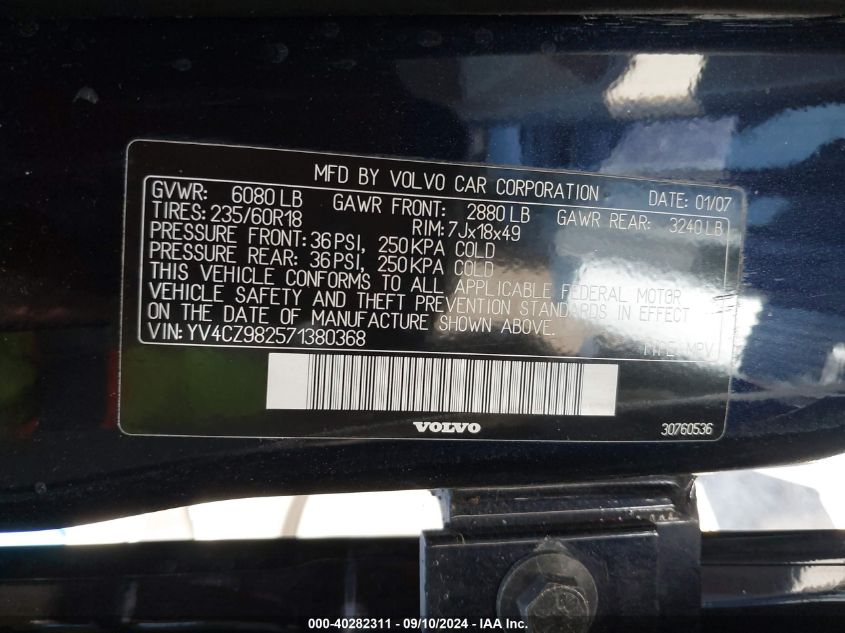 MFD BY VOLVO CAR CORPORATION DATE: 01/07
GVWR: 6080 LB GAWR FRONT: 2880 LB GAWR REAR: 3240 LB
TIRES: 235/60R18 RIM: 7Jx18x49
PRESSURE FRONT: 36 PSI, 250 KPA COLD
PRESSURE REAR: 36 PSI, 250 KPA COLD
THIS VEHICLE CONFORMS TO ALL APPLICABLE FEDERAL MOTOR
VEHICLE SAFETY AND THEFT PREVENTION STANDARDS IN EFFECT
ON THE DATE OF MANUFACTURE SHOWN ABOVE
VIN: YV4CZ982571380368 TYPE: MPV
VOLVO 30760536
000-40282311 - 09/10/2024 - IAA Inc.